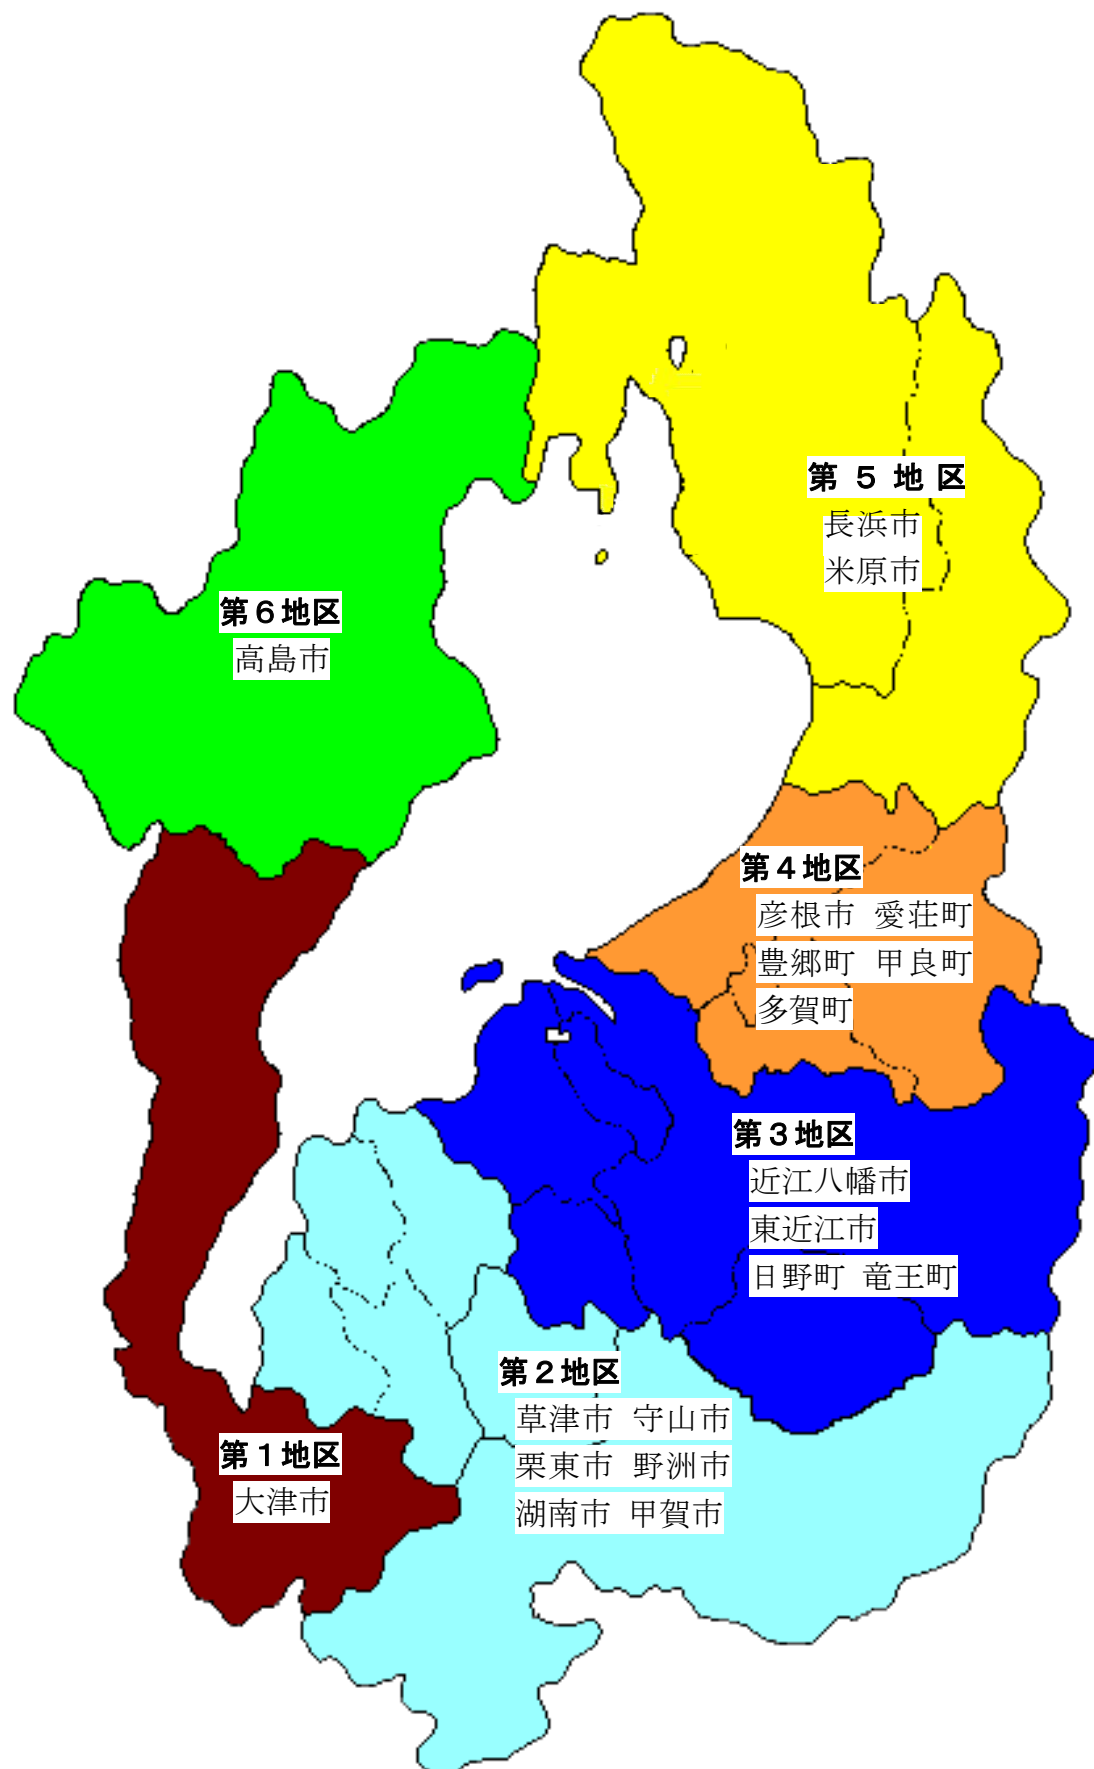 第５地区
長浜市
米原市
第６地区
高島市
第４地区
彦根市 愛荘町
豊郷町 甲良町
多賀町
第３地区
近江八幡市
東近江市
日野町 竜王町
第２地区
草津市 守山市
栗東市 野洲市
湖南市 甲賀市
第１地区
大津市